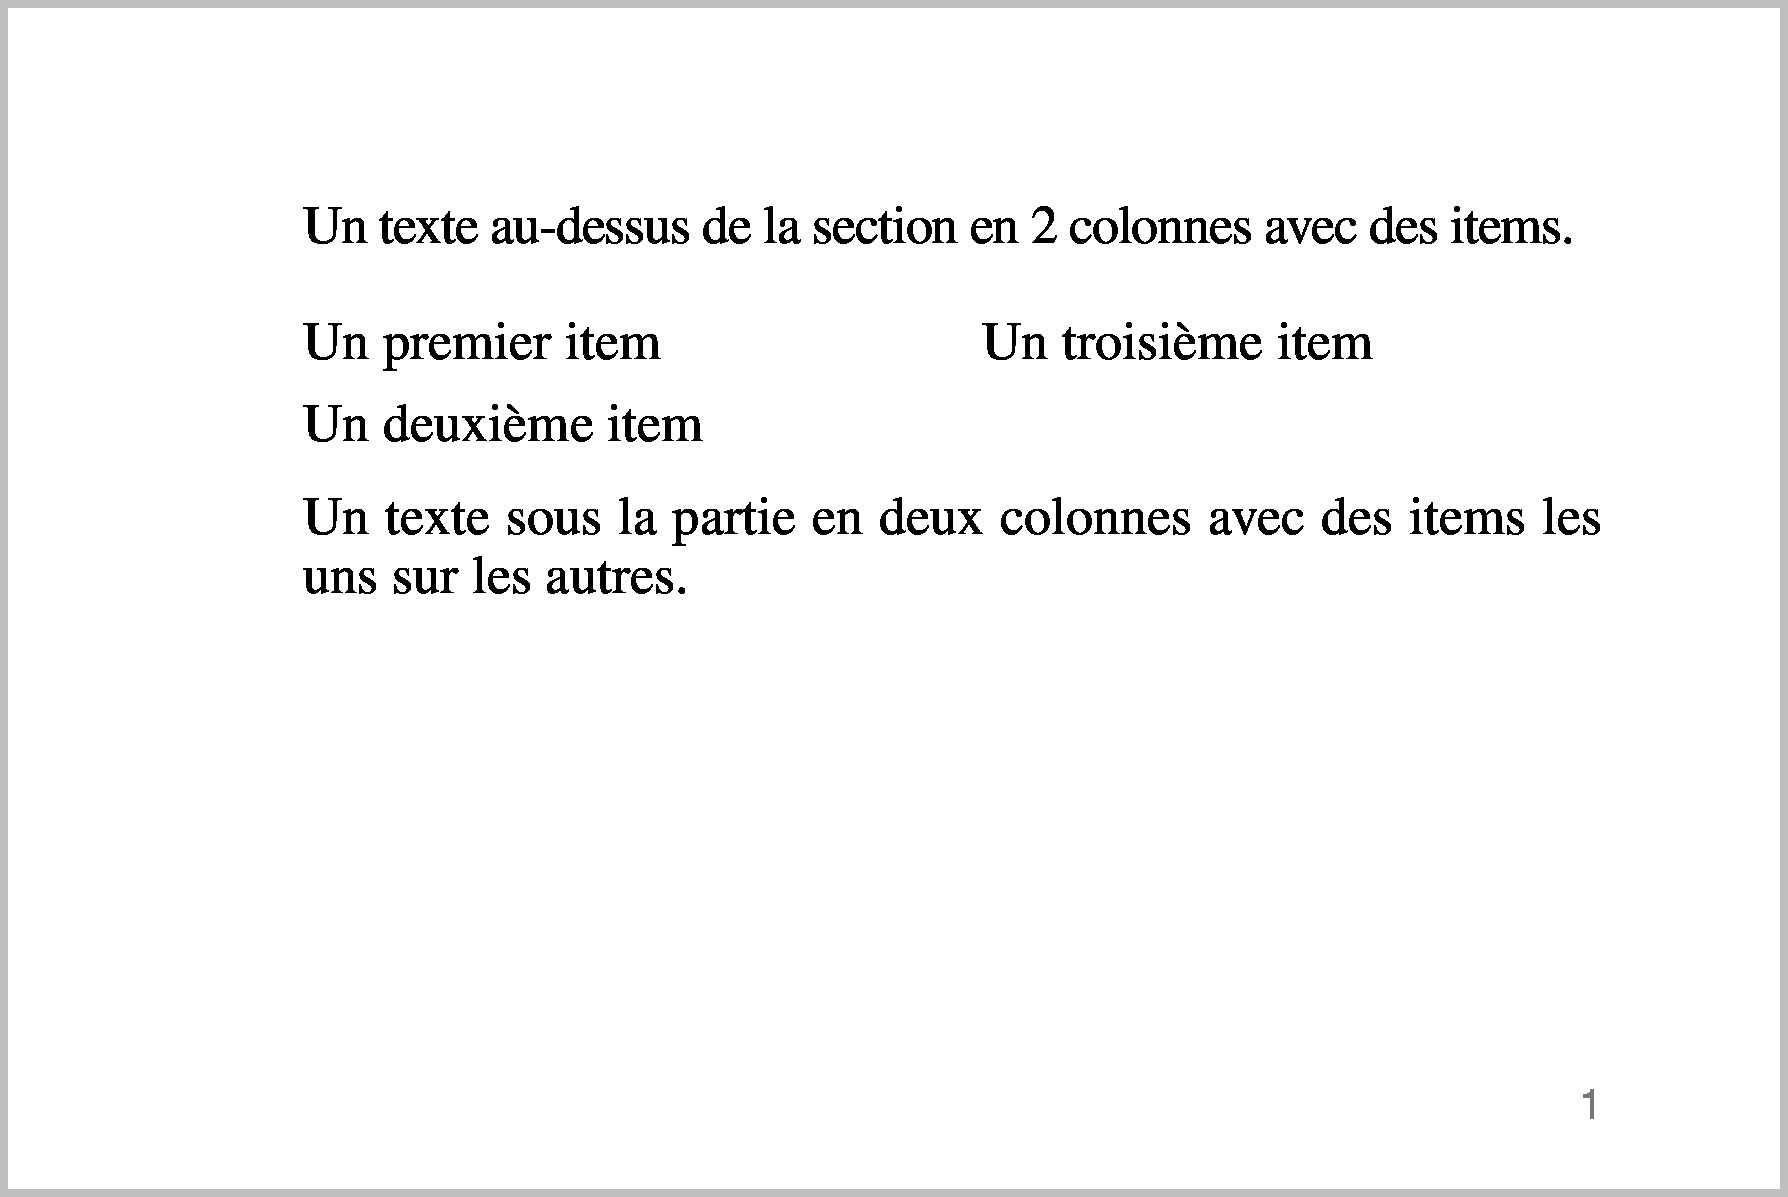 Un texte au-dessus de la section en 2 colonnes avec des items.
Un premier item
Un deuxième item
Un troisième item
Un texte sous la partie en deux colonnes avec des items les
uns sur les autres.
1